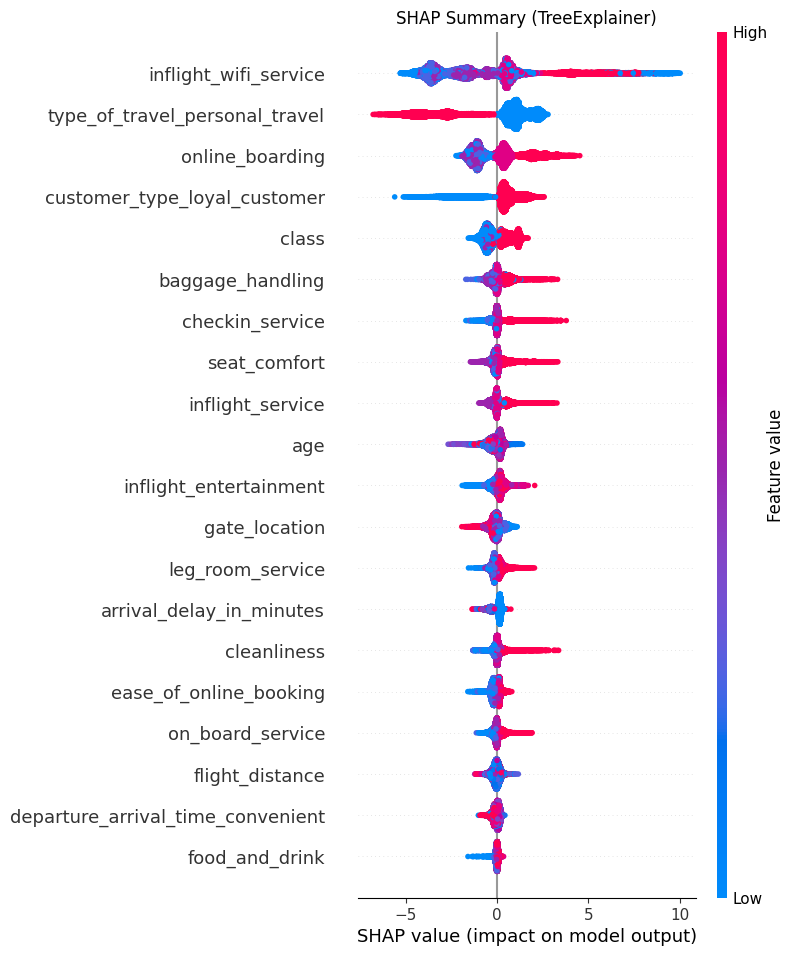 SHAP Summary (TreeExplainer)
High
inflight_wifi_service
type_of_travel_personal_travel
online_boarding
customer_type_loyal_customer
class
baggage_handling
checkin_service
seat_comfort
inflight_service
age
inflight_entertainment
gate_location
leg_room_service
arrival_delay_in_minutes
cleanliness
ease_of_online_booking
on_board_service
flight_distance
departure_arrival_time_convenient
food_and_drink
Feature value
Low
−5 0 5 10
SHAP value (impact on model output)